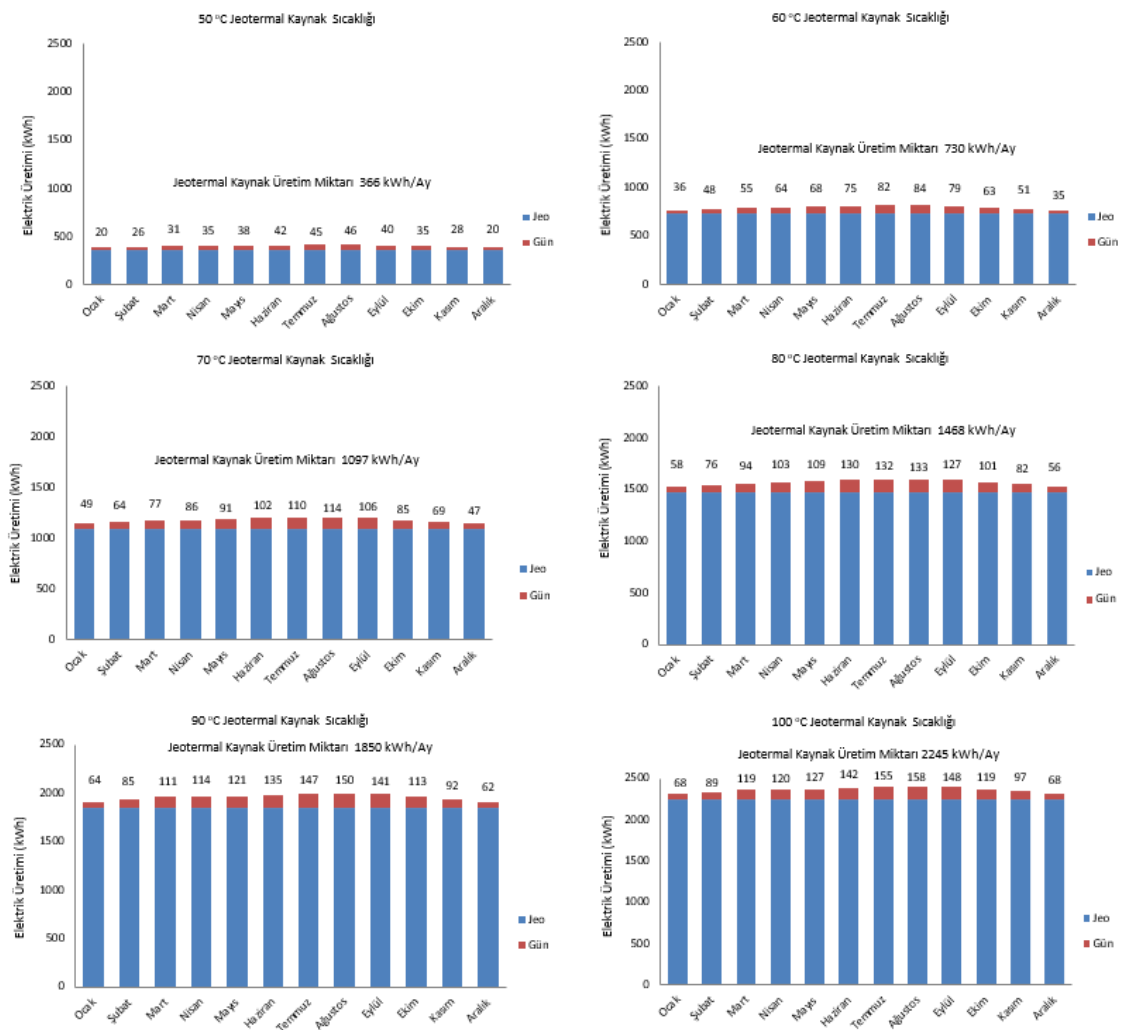 50 °C Jeotermal Kaynak Sıcaklığı
Elektrik Üretimi (kWh)
2500
2000
1500
1000
500
0
Jeotermal Kaynak Üretim Miktarı 366 kWh/Ay
20 26 31 35 38 42 45 46 40 35 28 20
Jeo
Gün
Ocak Şubat Mart Nisan Mayıs Haziran Temmuz Ağustos Eylül Ekim Kasım Aralık
60 °C Jeotermal Kaynak Sıcaklığı
Elektrik Üretimi (kWh)
2500
2000
1500
1000
500
0
Jeotermal Kaynak Üretim Miktarı 730 kWh/Ay
36 48 55 64 68 75 82 84 79 63 51 35
Jeo
Gün
Ocak Şubat Mart Nisan Mayıs Haziran Temmuz Ağustos Eylül Ekim Kasım Aralık
70 °C Jeotermal Kaynak Sıcaklığı
Elektrik Üretimi (kWh)
2500
2000
1500
1000
500
0
Jeotermal Kaynak Üretim Miktarı 1097 kWh/Ay
49 64 77 86 91 102 110 114 106 85 69 47
Jeo
Gün
Ocak Şubat Mart Nisan Mayıs Haziran Temmuz Ağustos Eylül Ekim Kasım Aralık
80 °C Jeotermal Kaynak Sıcaklığı
Elektrik Üretimi (kWh)
2500
2000
1500
1000
500
0
Jeotermal Kaynak Üretim Miktarı 1468 kWh/Ay
58 76 94 103 109 130 132 133 127 101 82 56
Jeo
Gün
Ocak Şubat Mart Nisan Mayıs Haziran Temmuz Ağustos Eylül Ekim Kasım Aralık
90 °C Jeotermal Kaynak Sıcaklığı
Elektrik Üretimi (kWh)
2500
2000
1500
1000
500
0
Jeotermal Kaynak Üretim Miktarı 1850 kWh/Ay
64 85 111 114 121 135 147 150 141 113 92 62
Jeo
Gün
Ocak Şubat Mart Nisan Mayıs Haziran Temmuz Ağustos Eylül Ekim Kasım Aralık
100 °C Jeotermal Kaynak Sıcaklığı
Elektrik Üretimi (kWh)
2500
2000
1500
1000
500
0
Jeotermal Kaynak Üretim Miktarı 2245 kWh/Ay
68 89 119 120 127 142 155 158 148 119 97 68
Jeo
Gün
Ocak Şubat Mart Nisan Mayıs Haziran Temmuz Ağustos Eylül Ekim Kasım Aralık